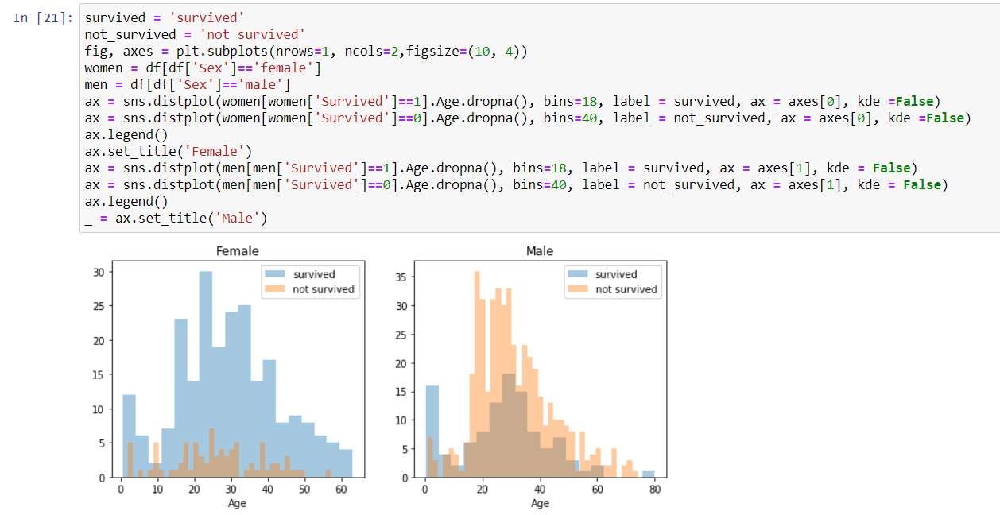 In [21]:
survived = 'survived'
not_survived = 'not survived'
fig, axes = plt.subplots(nrows=1, ncols=2,figsize=(10, 4))
women = df[df['Sex']=='female']
men = df[df['Sex']=='male']
ax = sns.distplot(women[women['Survived']==1].Age.dropna(), bins=18, label = survived, ax = axes[0], kde =False)
ax = sns.distplot(women[women['Survived']==0].Age.dropna(), bins=40, label = not_survived, ax = axes[0], kde =False)
ax.legend()
ax.set_title('Female')
ax = sns.distplot(men[men['Survived']==1].Age.dropna(), bins=18, label = survived, ax = axes[1], kde = False)
ax = sns.distplot(men[men['Survived']==0].Age.dropna(), bins=40, label = not_survived, ax = axes[1], kde = False)
ax.legend()
_ = ax.set_title('Male')
Female
survived
not survived
30
25
20
15
10
5
0
0 10 20 30 40 50 60
Age
Male
survived
not survived
35
30
25
20
15
10
5
0
0 20 40 60 80
Age